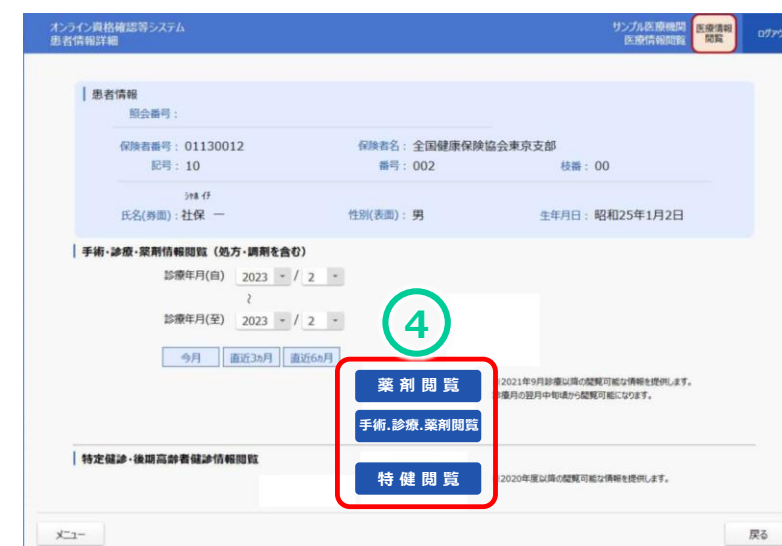 オンライン資格確認等システム
患者情報詳細
サンプル医療機関
医療情報閲覧
医療情報
閲覧
患者情報
照会番号：
保険者番号：01130012
保険者名：全国健康保険協会東京支部
記号：10
番号：002
枝番：00
シャホ イチ
氏名(券面)：社保 一
性別(表面)：男
生年月日：昭和25年1月2日
手術・診療・薬剤情報閲覧（処方・調剤を含む）
診療年月(自) 2023 / 2
～
診療年月(至) 2023 / 2
④
今月 直近3カ月 直近6カ月
薬剤閲覧
2021年9月診療以降の閲覧可能な情報を提供します。
診療月の翌月中旬頃から閲覧可能になります。
手術.診療.薬剤閲覧
特定健診・後期高齢者健診情報閲覧
特健閲覧
2020年度以降の閲覧可能な情報を提供します。
メニュー
戻る